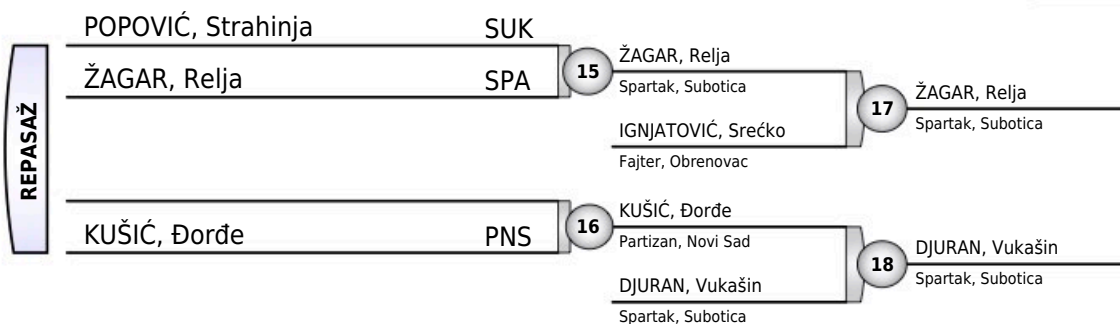 REPASAŽ
POPOVIĆ, Strahinja SUK
ŽAGAR, Relja SPA
15
ŽAGAR, Relja
Spartak, Subotica
IGNJATOVIĆ, Srećko
Fajter, Obrenovac
17
ŽAGAR, Relja
Spartak, Subotica
KUŠIĆ, Đorđe PNS
16
KUŠIĆ, Đorđe
Partizan, Novi Sad
DJURAN, Vukašin
Spartak, Subotica
18
DJURAN, Vukašin
Spartak, Subotica